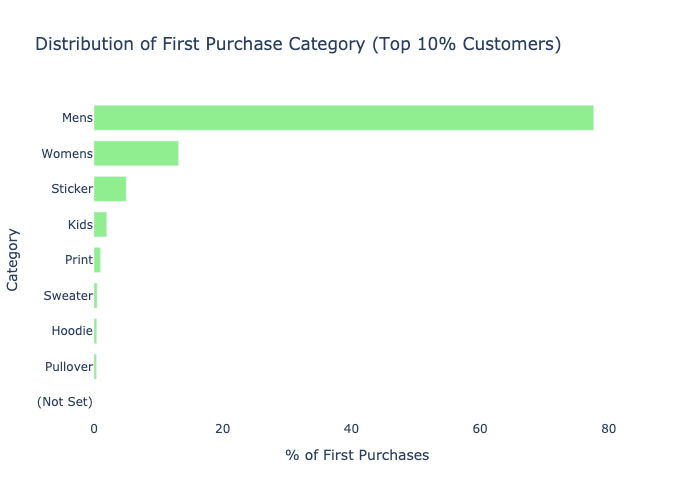 Distribution of First Purchase Category (Top 10% Customers)
Category
Mens
Womens
Sticker
Kids
Print
Sweater
Hoodie
Pullover
(Not Set)
0 20 40 60 80
% of First Purchases